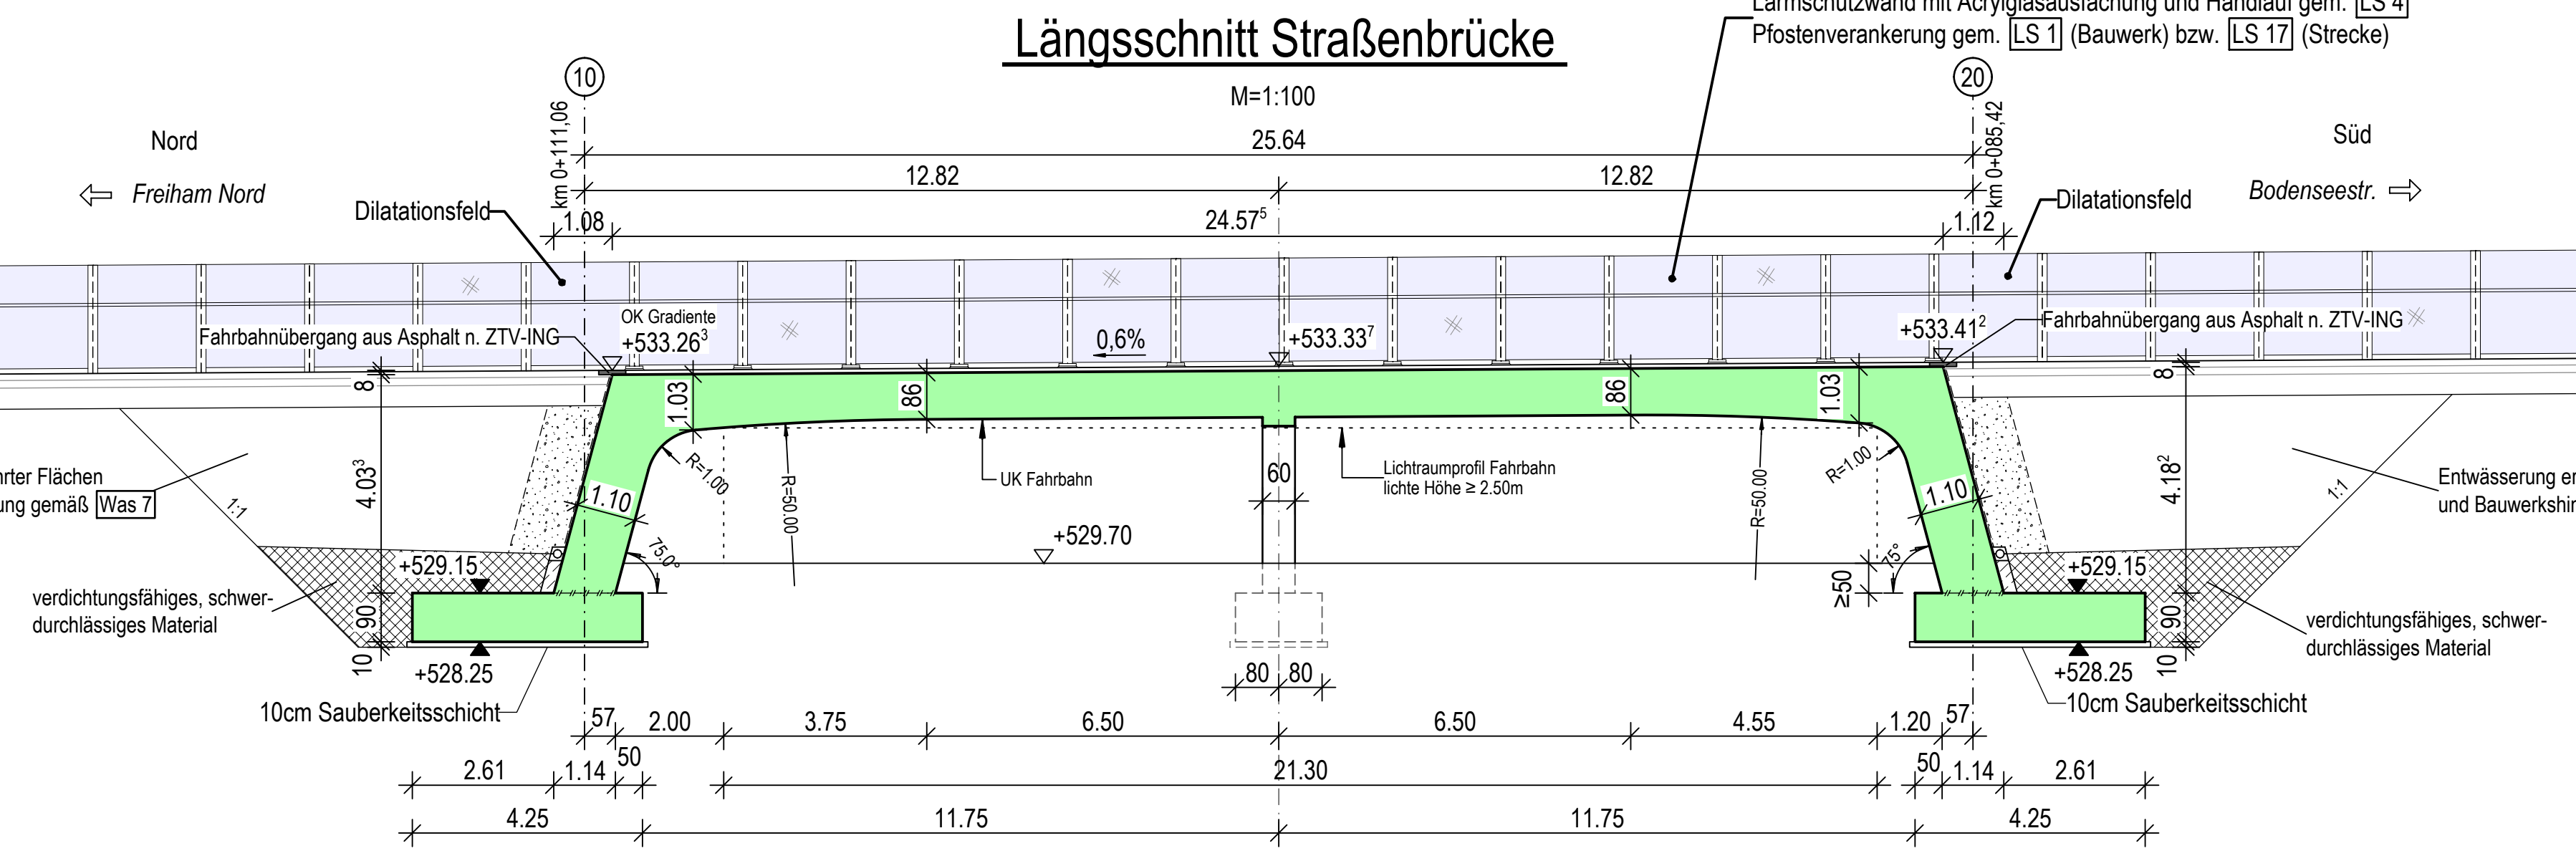 Längsschnitt Straßenbrücke
M=1:100
Lärmschutzwand mit Acrylglasausfachung und Handlauf gem. LS 4
Pfostenverankerung gem. LS 1 (Bauwerk) bzw. LS 17 (Strecke)
10
20
km 0+111,06
km 0+085,42
Nord
Süd
Freiham Nord
Bodenseestr.
25.64
12.82
12.82
1.08
24.57⁵
1.12
Dilatationsfeld
Dilatationsfeld
OK Gradiente
+533.26³
Fahrbahnübergang aus Asphalt n. ZTV-ING
0,6%
+533.33⁷
+533.41²
Fahrbahnübergang aus Asphalt n. ZTV-ING
8
8
1.03
86
86
1.03
R=1.00
R=50.00
UK Fahrbahn
60
Lichtraumprofil Fahrbahn
lichte Höhe ≥ 2.50m
R=50.00
R=1.00
hrter Flächen
ung gemäß Was 7
1:1
4.03³
1.10
1.10
4.18²
1:1
Entwässerung er
und Bauwerkshin
+529.70
75.0°
75°
≥50
+529.15
+529.15
verdichtungsfähiges, schwer-
durchlässiges Material
90
90
verdichtungsfähiges, schwer-
durchlässiges Material
10
10
+528.25
+528.25
10cm Sauberkeitsschicht
10cm Sauberkeitsschicht
80
80
57
2.00
3.75
6.50
6.50
4.55
1.20
57
2.61
1.14
50
21.30
50
1.14
2.61
4.25
11.75
11.75
4.25